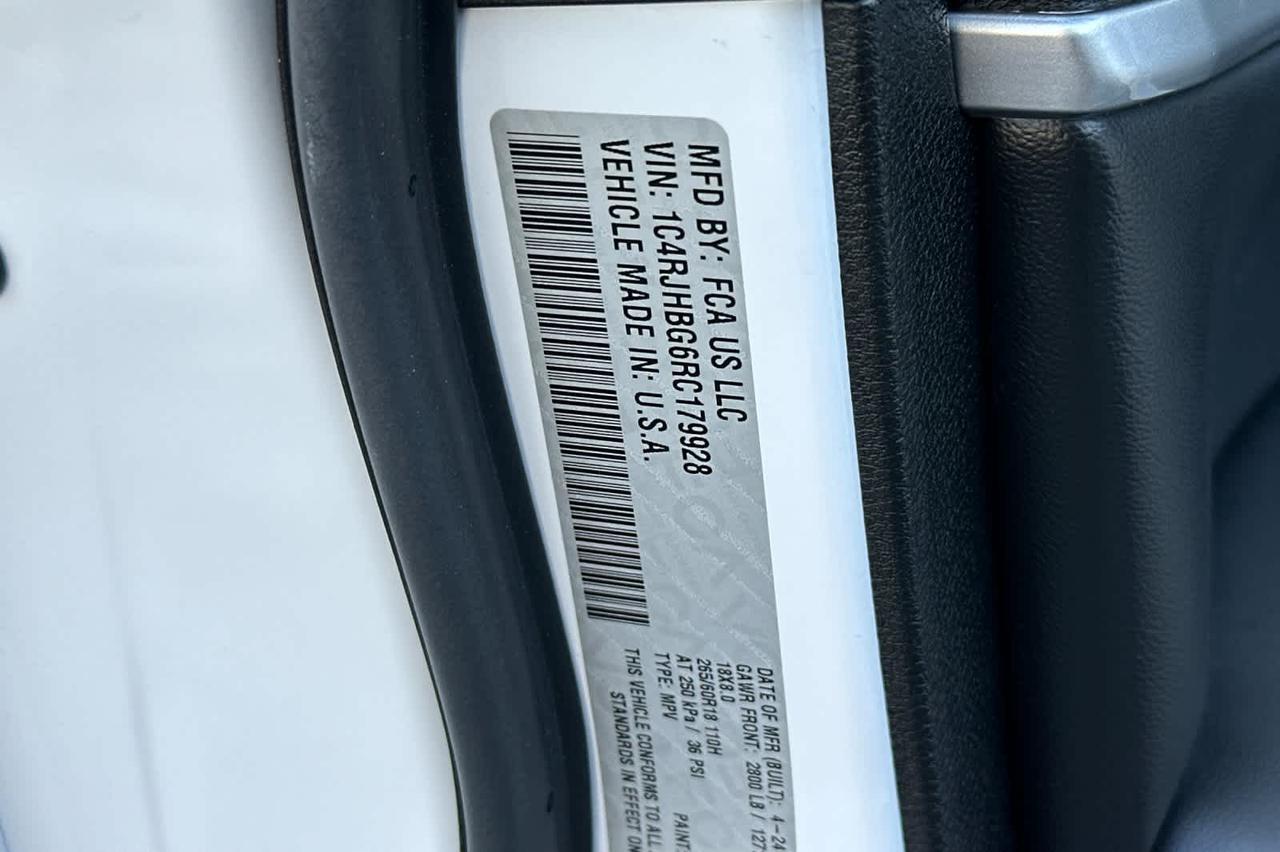 MFD BY: FCA US LLC
VIN: 1C4RJHBG6RC179928
VEHICLE MADE IN: U.S.A.
DATE OF MFR (BUILT): 4-24
GAWR FRONT: 2800 LB / 127
18X8.0
265/60R18 110H
AT 250 kPa / 36 PSI
TYPE: MPV PAINT:
THIS VEHICLE CONFORMS TO ALL
STANDARDS IN EFFECT ON